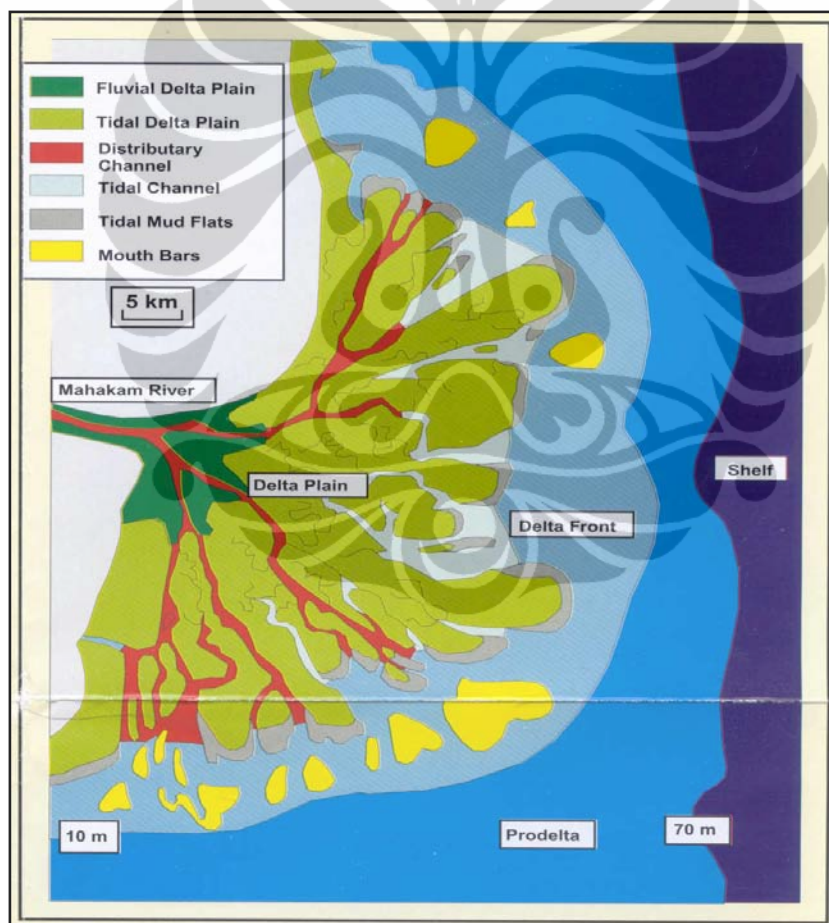 Fluvial Delta Plain
Tidal Delta Plain
Distributary
Channel
Tidal Channel
Tidal Mud Flats
Mouth Bars
5 km
Mahakam River
Delta Plain
Shelf
Delta Front
10 m
Prodelta
70 m